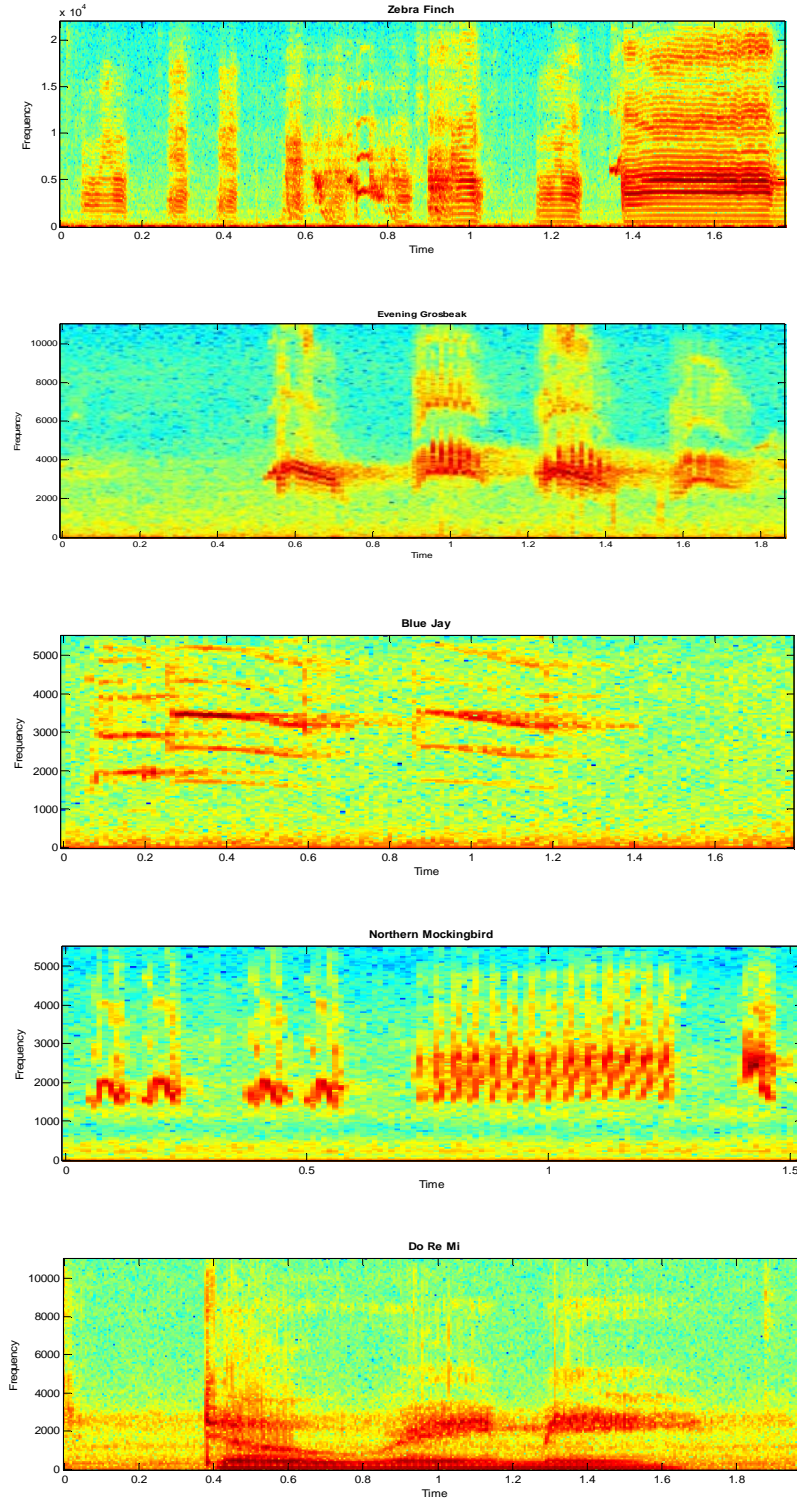 Zebra Finch
x 10^4
2
1.5
1
0.5
0
Frequency
0 0.2 0.4 0.6 0.8 1 1.2 1.4 1.6
Time
Evening Grosbeak
10000
8000
6000
4000
2000
0
Frequency
0 0.2 0.4 0.6 0.8 1 1.2 1.4 1.6 1.8
Time
Blue Jay
5000
4000
3000
2000
1000
0
Frequency
0 0.2 0.4 0.6 0.8 1 1.2 1.4 1.6
Time
Northern Mockingbird
5000
4000
3000
2000
1000
0
Frequency
0 0.5 1 1.5
Time
Do Re Mi
10000
8000
6000
4000
2000
0
Frequency
0 0.2 0.4 0.6 0.8 1 1.2 1.4 1.6 1.8
Time